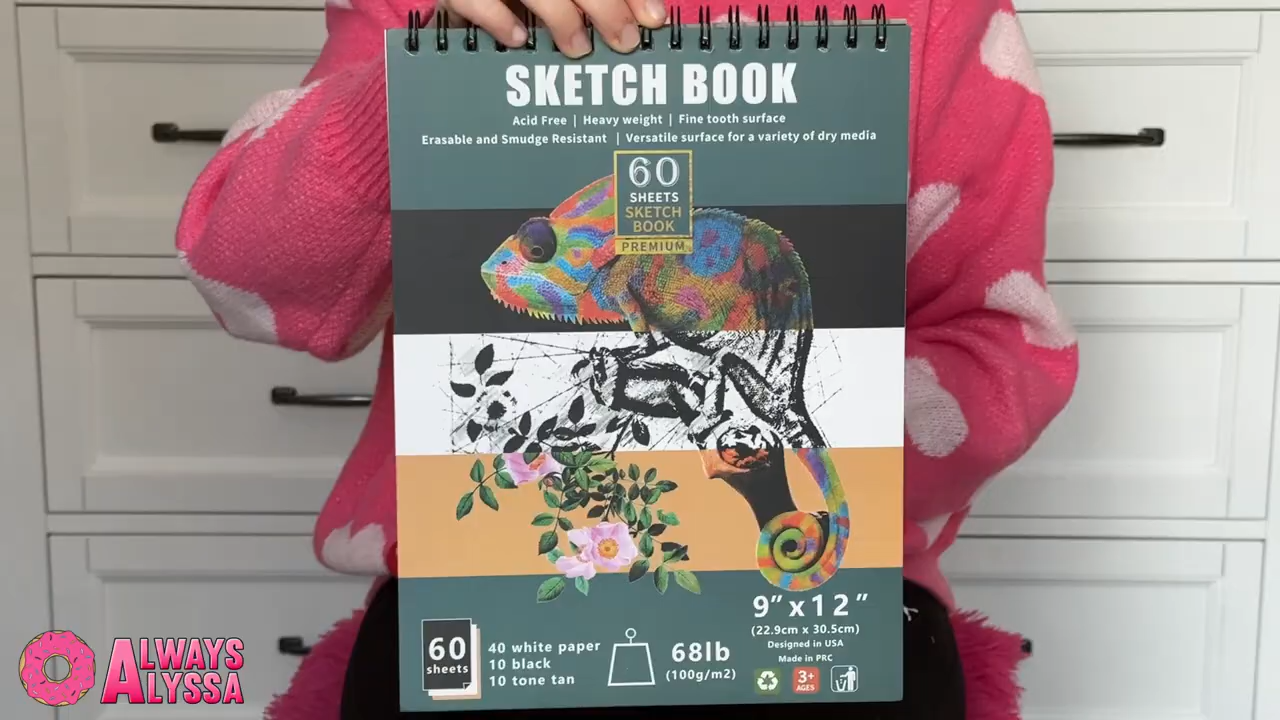 SKETCH BOOK
Acid Free | Heavy weight | Fine tooth surface
Erasable and Smudge Resistant | Versatile surface for a variety of dry media
60
SHEETS
SKETCH
BOOK
PREMIUM
60
sheets
40 white paper
10 black
10 tone tan
68lb
(100g/m2)
9” x 12”
(22.9cm x 30.5cm)
Designed in USA
Made in PRC
3+
AGES
ALWAYS
ALYSSA